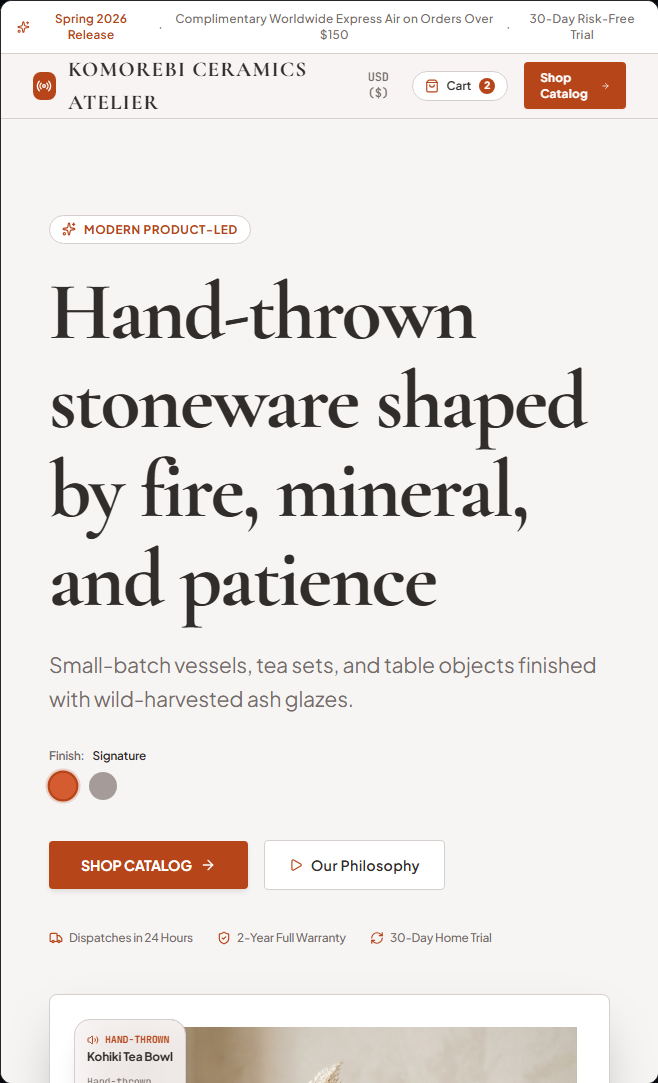 Spring 2026
Release
·
Complimentary Worldwide Express Air on Orders Over
$150
·
30-Day Risk-Free
Trial
KOMOREBI CERAMICS
ATELIER
USD
($)
Cart 2
Shop
Catalog
MODERN PRODUCT-LED
Hand-thrown
stoneware shaped
by fire, mineral,
and patience
Small-batch vessels, tea sets, and table objects finished
with wild-harvested ash glazes.
Finish: Signature
SHOP CATALOG
Our Philosophy
Dispatches in 24 Hours
2-Year Full Warranty
30-Day Home Trial
HAND-THROWN
Kohiki Tea Bowl
Hand-thrown